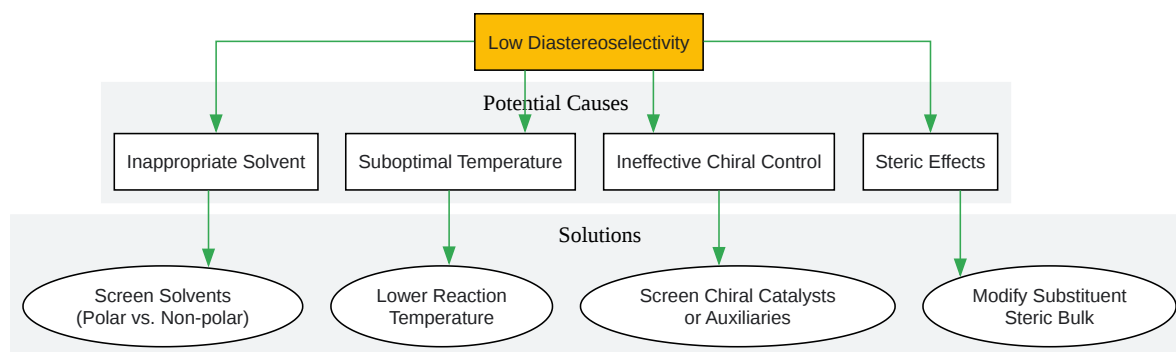 Low Diastereoselectivity
Potential Causes
Inappropriate Solvent
Suboptimal Temperature
Ineffective Chiral Control
Steric Effects
Solutions
Screen Solvents
(Polar vs. Non-polar)
Lower Reaction
Temperature
Screen Chiral Catalysts
or Auxiliaries
Modify Substituent
Steric Bulk